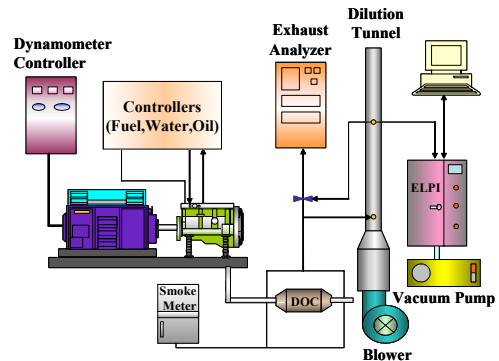 Dynamometer
Controller
Controllers
(Fuel,Water,Oil)
Exhaust
Analyzer
Dilution
Tunnel
ELPI
Smoke
Meter
DOC
Vacuum Pump
Blower